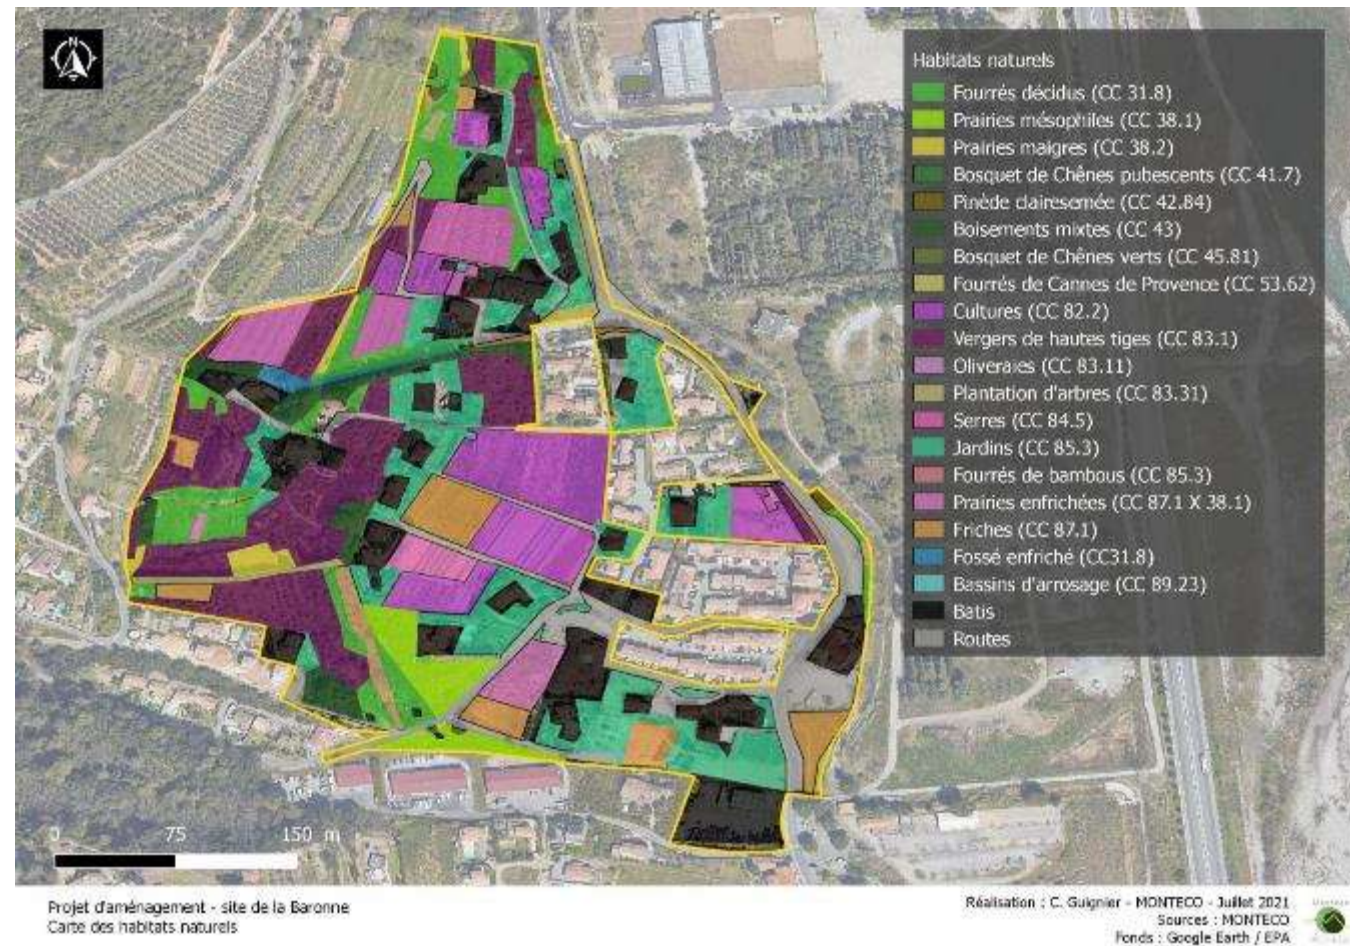 N
Habitats naturels
Fourrés décidus (CC 31.8)
Prairies mésophiles (CC 38.1)
Prairies maigres (CC 38.2)
Bosquet de Chênes pubescents (CC 41.7)
Pinède clairesemée (CC 42.84)
Boisements mixtes (CC 43)
Bosquet de Chênes verts (CC 45.81)
Fourrés de Cannes de Provence (CC 53.62)
Cultures (CC 82.2)
Vergers de hautes tiges (CC 83.1)
Oliveraies (CC 83.11)
Plantation d'arbres (CC 83.31)
Serres (CC 84.5)
Jardins (CC 85.3)
Fourrés de bambous (CC 85.3)
Prairies enfrichées (CC 87.1 X 38.1)
Friches (CC 87.1)
Fossé enfriché (CC31.8)
Bassins d'arrosage (CC 89.23)
Batis
Routes
0 75 150 m
Projet d'aménagement - site de la Baronne
Carte des habitats naturels
Réalisation : C. Guignier - MONTECO - Juillet 2021
Sources : MONTECO
Fonds : Google Earth / EPA